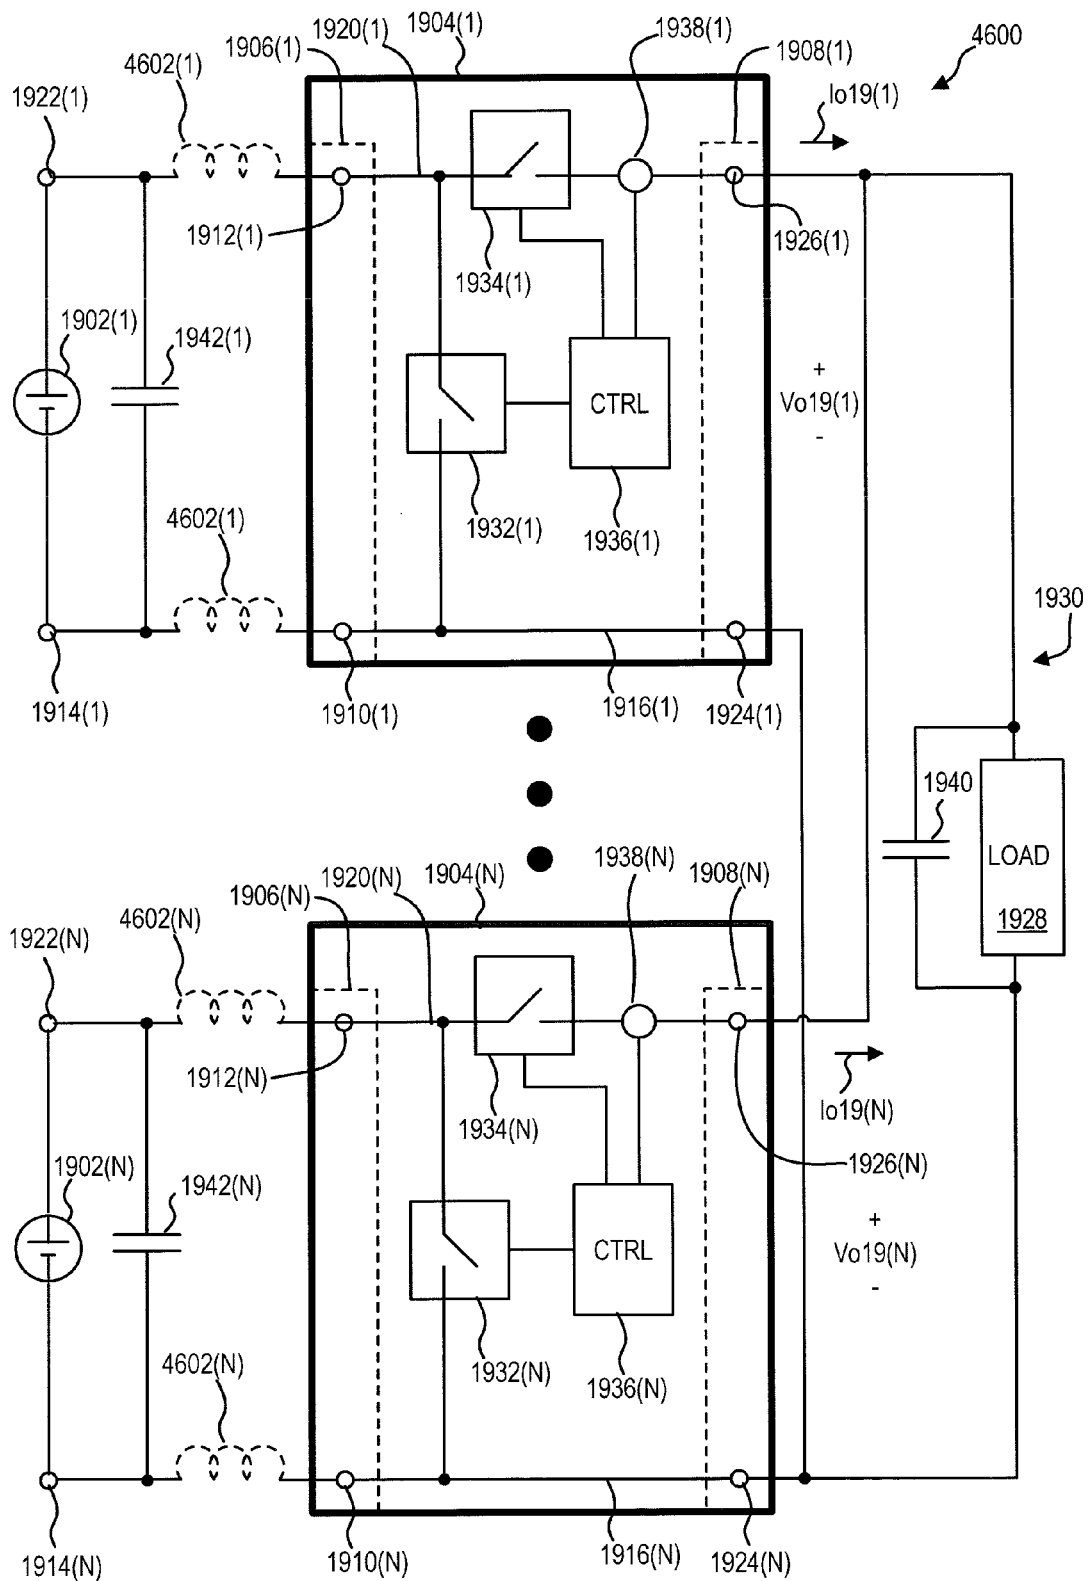 1904(1)
1920(1)
1938(1)
1906(1)
1908(1)
4600
4602(1)
1922(1)
Io19(1)
1912(1)
1926(1)
1934(1)
1902(1)
1942(1)
CTRL
+
Vo19(1)
-
4602(1)
1932(1)
1936(1)
1930
1914(1)
1910(1)
1916(1)
1924(1)
1940
LOAD
1928
1938(N)
1904(N)
1920(N)
1908(N)
1906(N)
4602(N)
1922(N)
1912(N)
Io19(N)
1934(N)
1926(N)
1902(N)
1942(N)
CTRL
+
Vo19(N)
-
4602(N)
1932(N)
1936(N)
1914(N)
1910(N)
1916(N)
1924(N)